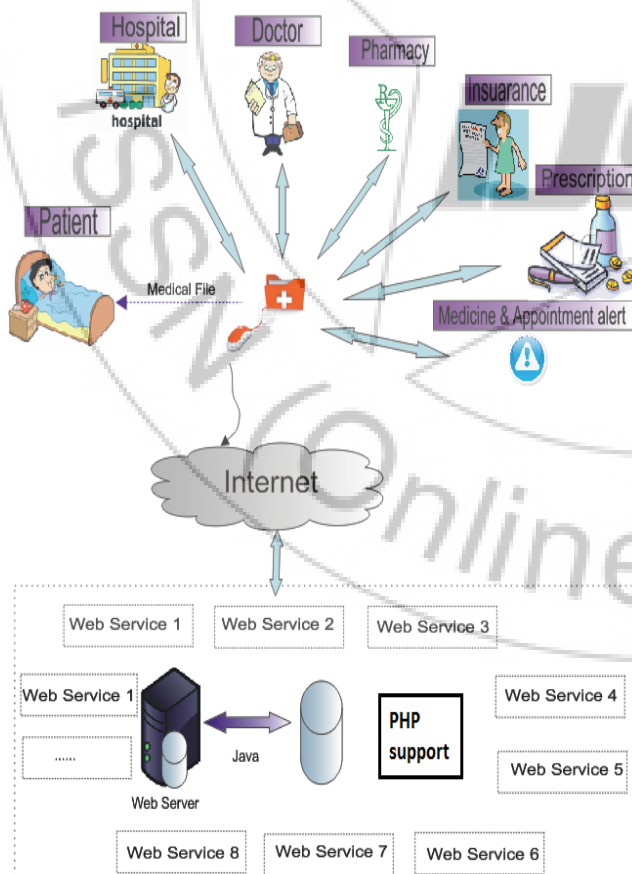 Hospital
Doctor
Pharmacy
hospital
Insuarance
Prescription
Patient
Medical File
Medicine & Appointment alert
Internet
Web Service 1
Web Service 2
Web Service 3
Web Service 1
Web Service 4
PHP
support
Java
......
Web Service 5
Web Server
Web Service 8
Web Service 7
Web Service 6
ISSN (Online